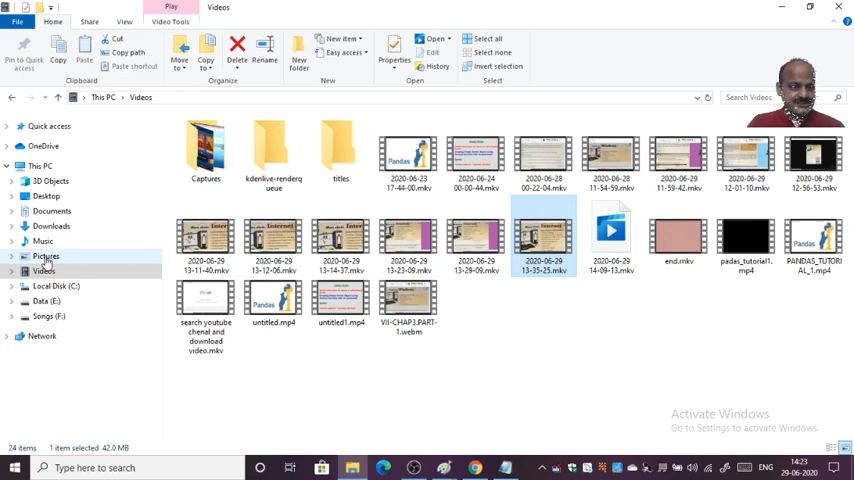 Play Videos
File Home Share View Video Tools
Pin to Quick access
Copy
Paste
Cut
Copy path
Paste shortcut
Move to
Copy to
Delete
Rename
New folder
New item
Easy access
Properties
Open
Edit
History
Select all
Select none
Invert selection
Clipboard Organize New Open Select
This PC Videos Search Videos
Quick access
OneDrive
This PC
3D Objects
Desktop
Documents
Downloads
Music
Pictures
Videos
Local Disk (C:)
Data (E:)
Songs (F:)
Network
Captures
kdenlive-renderq
ueue
titles
2020-06-23
17-44-00.mkv
2020-06-24
00-00-44.mkv
2020-06-28
00-22-04.mkv
2020-06-28
11-54-59.mkv
2020-06-29
11-59-42.mkv
2020-06-29
12-01-10.mkv
2020-06-29
12-56-53.mkv
2020-06-29
13-11-40.mkv
2020-06-29
13-12-06.mkv
2020-06-29
13-14-37.mkv
2020-06-29
13-23-09.mkv
2020-06-29
13-29-09.mkv
2020-06-29
13-35-25.mkv
2020-06-29
14-09-13.mkv
end.mkv
padas_tutorial1.
mp4
PANDAS_TUTORI
AL_1.mp4
search youtube
chenal and
download
video.mkv
untitled.mp4
untitled1.mp4
VII-CHAP3.PART-
1.webm
Activate Windows
Go to Settings to activate Windows.
24 items 1 item selected 42.0 MB
Type here to search
ENG
14:23
29-06-2020